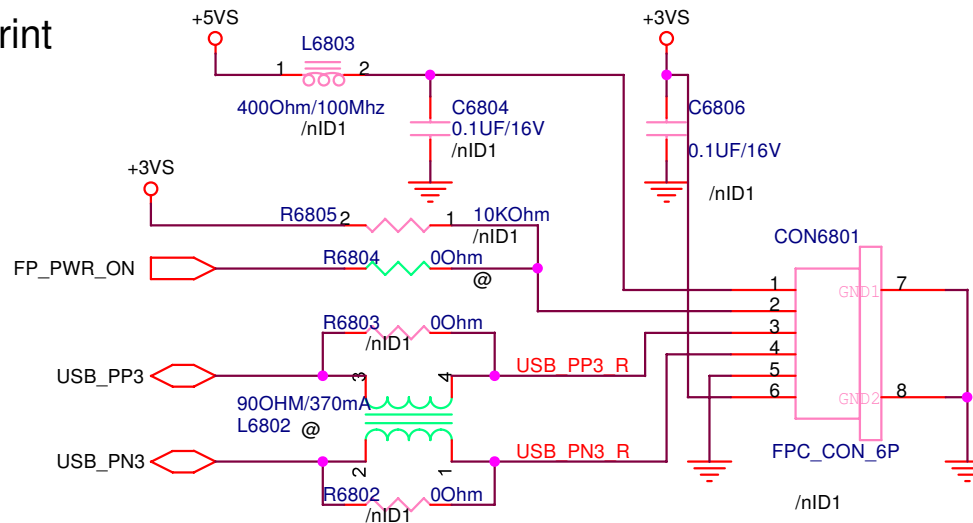 rint
+5VS
+3VS
L6803
1
2
400Ohm/100Mhz
/nID1
C6804
0.1UF/16V
/nID1
C6806
0.1UF/16V
/nID1
+3VS
R6805
2
1
10KOhm
/nID1
CON6801
FP_PWR_ON
R6804
0Ohm
@
1
GND1
7
2
R6803
0Ohm
/nID1
3
4
USB_PP3
3
4
USB_PP3_R
5
90OHM/370mA
L6802
@
6
GND2
8
USB_PN3
2
1
USB_PN3_R
FPC_CON_6P
R6802
0Ohm
/nID1
/nID1